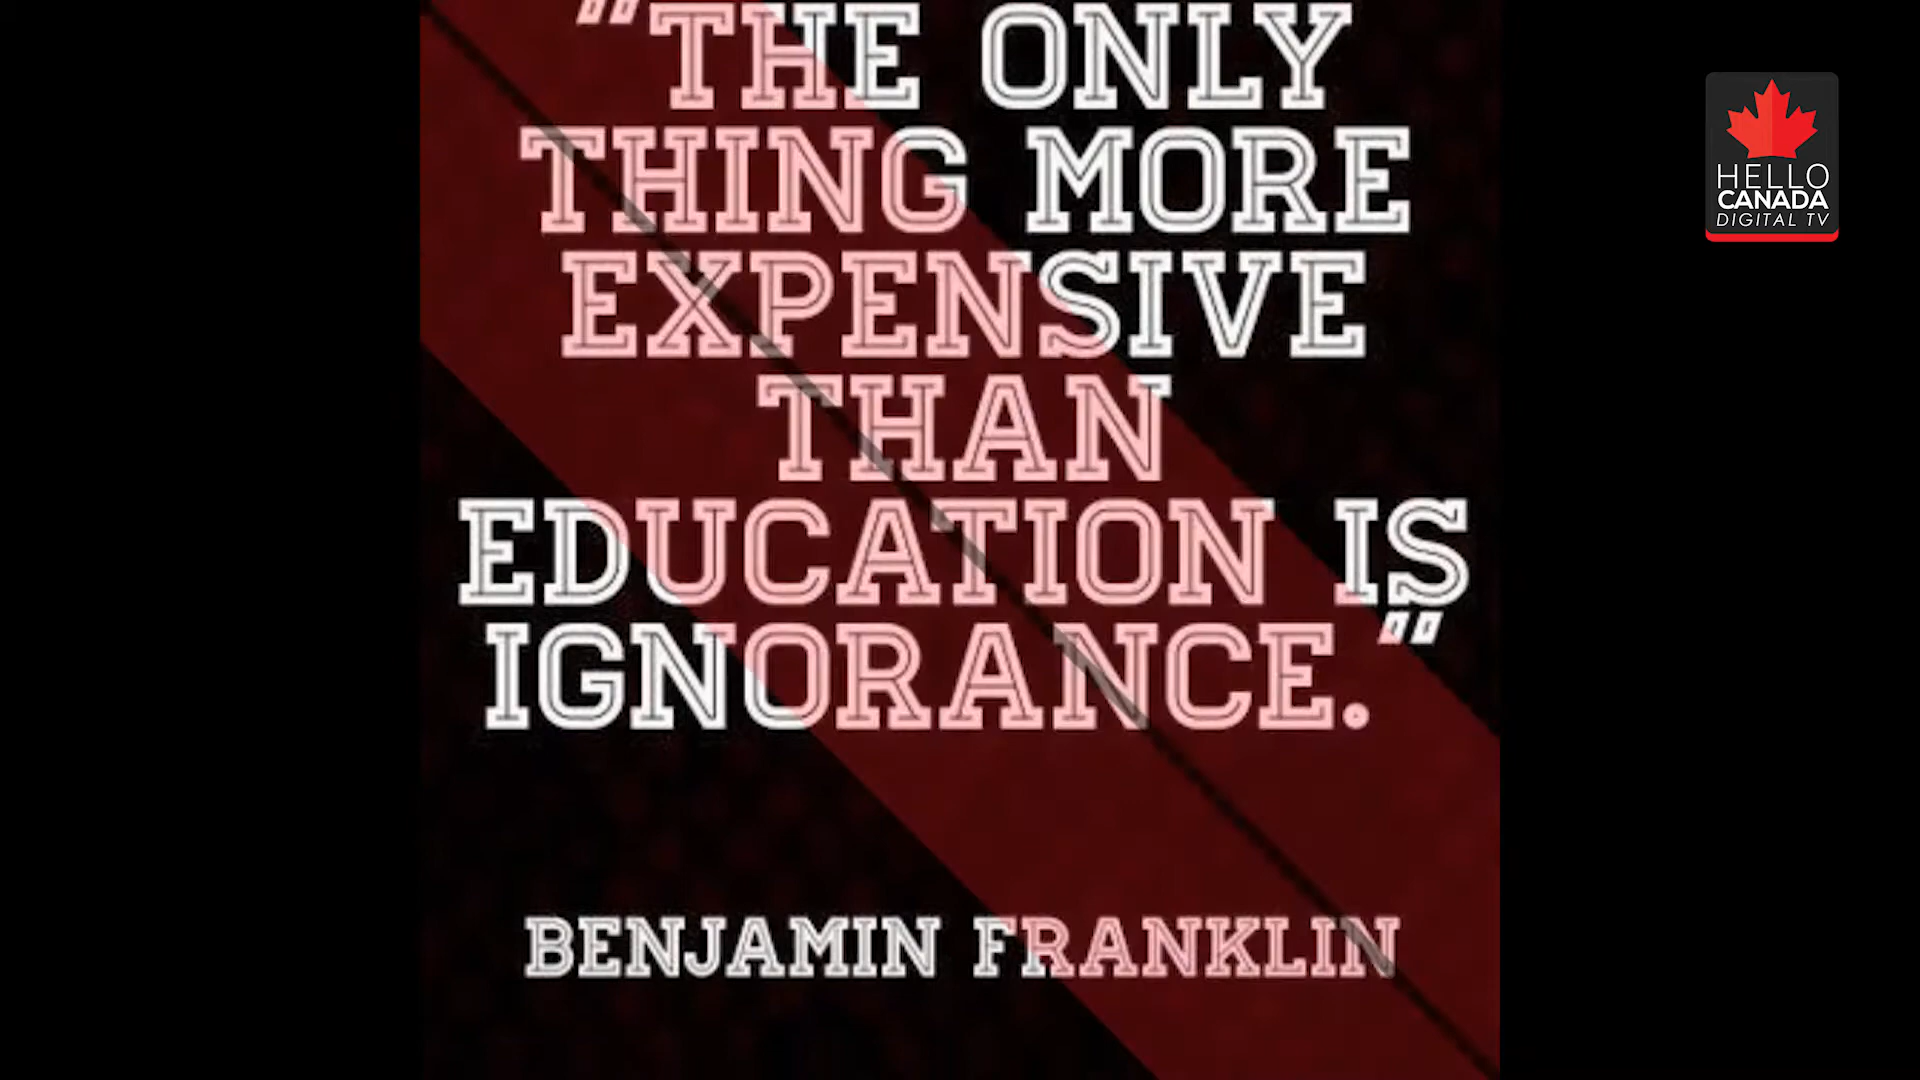 "THE ONLY
THING MORE
EXPENSIVE
THAN
EDUCATION IS
IGNORANCE."
BENJAMIN FRANKLIN
HELLO
CANADA
DIGITAL TV